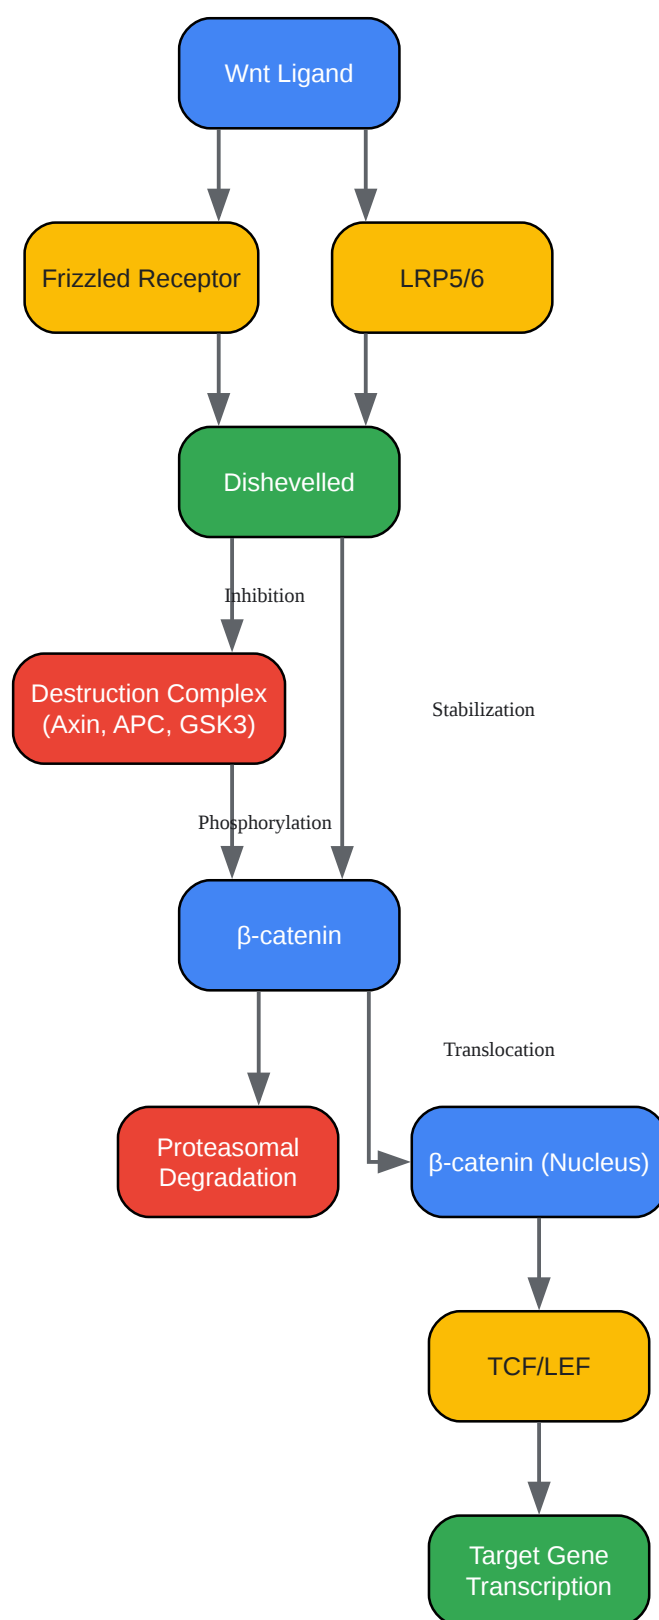 Wnt Ligand
Frizzled Receptor
LRP5/6
Dishevelled
Inhibition
Destruction Complex
(Axin, APC, GSK3)
Stabilization
Phosphorylation
β-catenin
Translocation
Proteasomal
Degradation
β-catenin (Nucleus)
TCF/LEF
Target Gene
Transcription